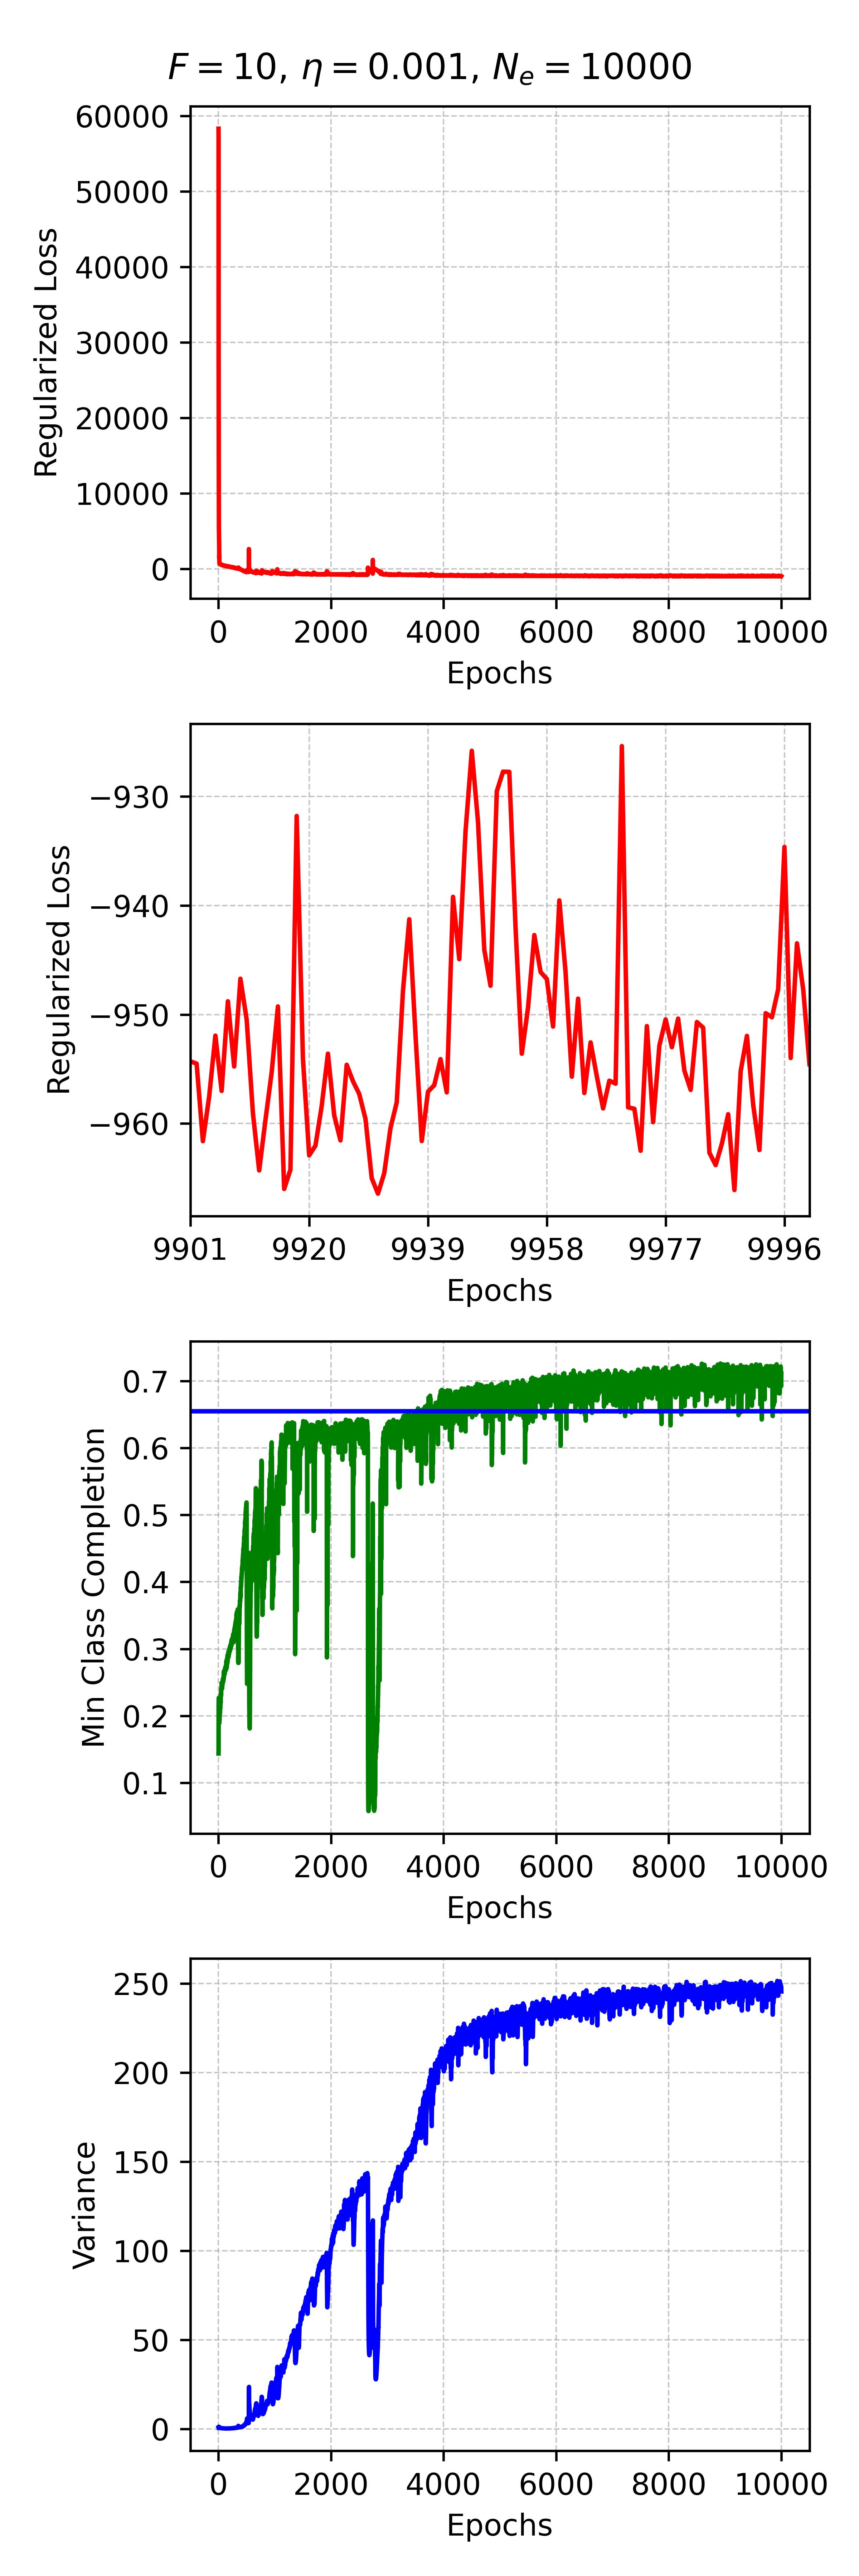 F = 10, η = 0.001, Nₑ = 10000
60000
50000
40000
30000
20000
10000
0
Regularized Loss
0 2000 4000 6000 8000 10000
Epochs
−930
−940
−950
−960
Regularized Loss
9901 9920 9939 9958 9977 9996
Epochs
0.7
0.6
0.5
0.4
0.3
0.2
0.1
Min Class Completion
0 2000 4000 6000 8000 10000
Epochs
250
200
150
100
50
0
Variance
0 2000 4000 6000 8000 10000
Epochs